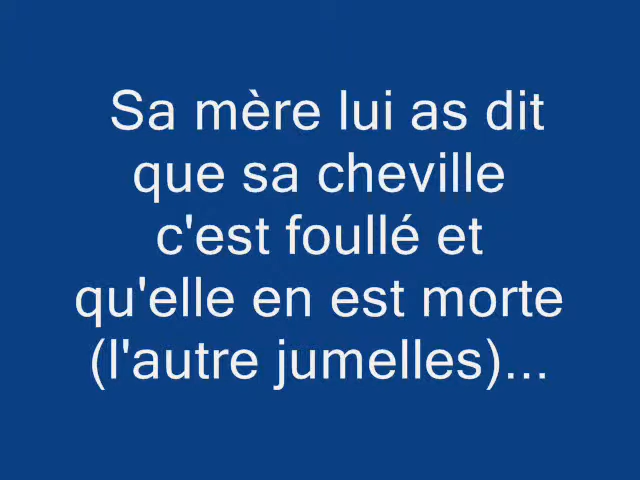 Sa mère lui as dit
que sa cheville
c'est foullé et
qu'elle en est morte
(l'autre jumelles)...